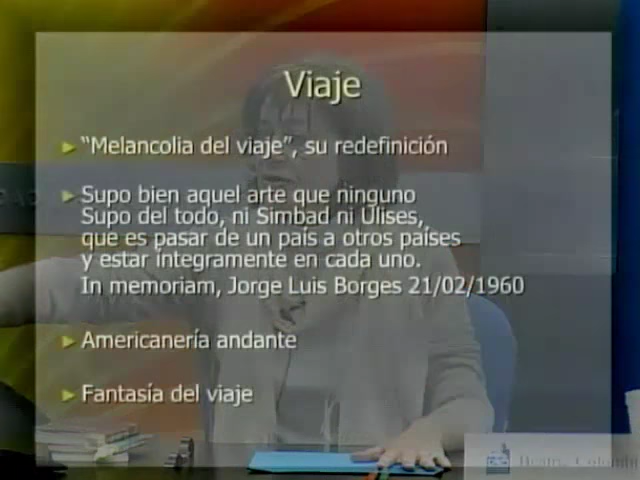 Viaje
"Melancolia del viaje", su redefinición
Supo bien aquel arte que ninguno
Supo del todo, ni Simbad ni Ulises,
que es pasar de un país a otros países
y estar íntegramente en cada uno.
In memoriam, Jorge Luis Borges 21/02/1960
Americanería andante
Fantasía del viaje